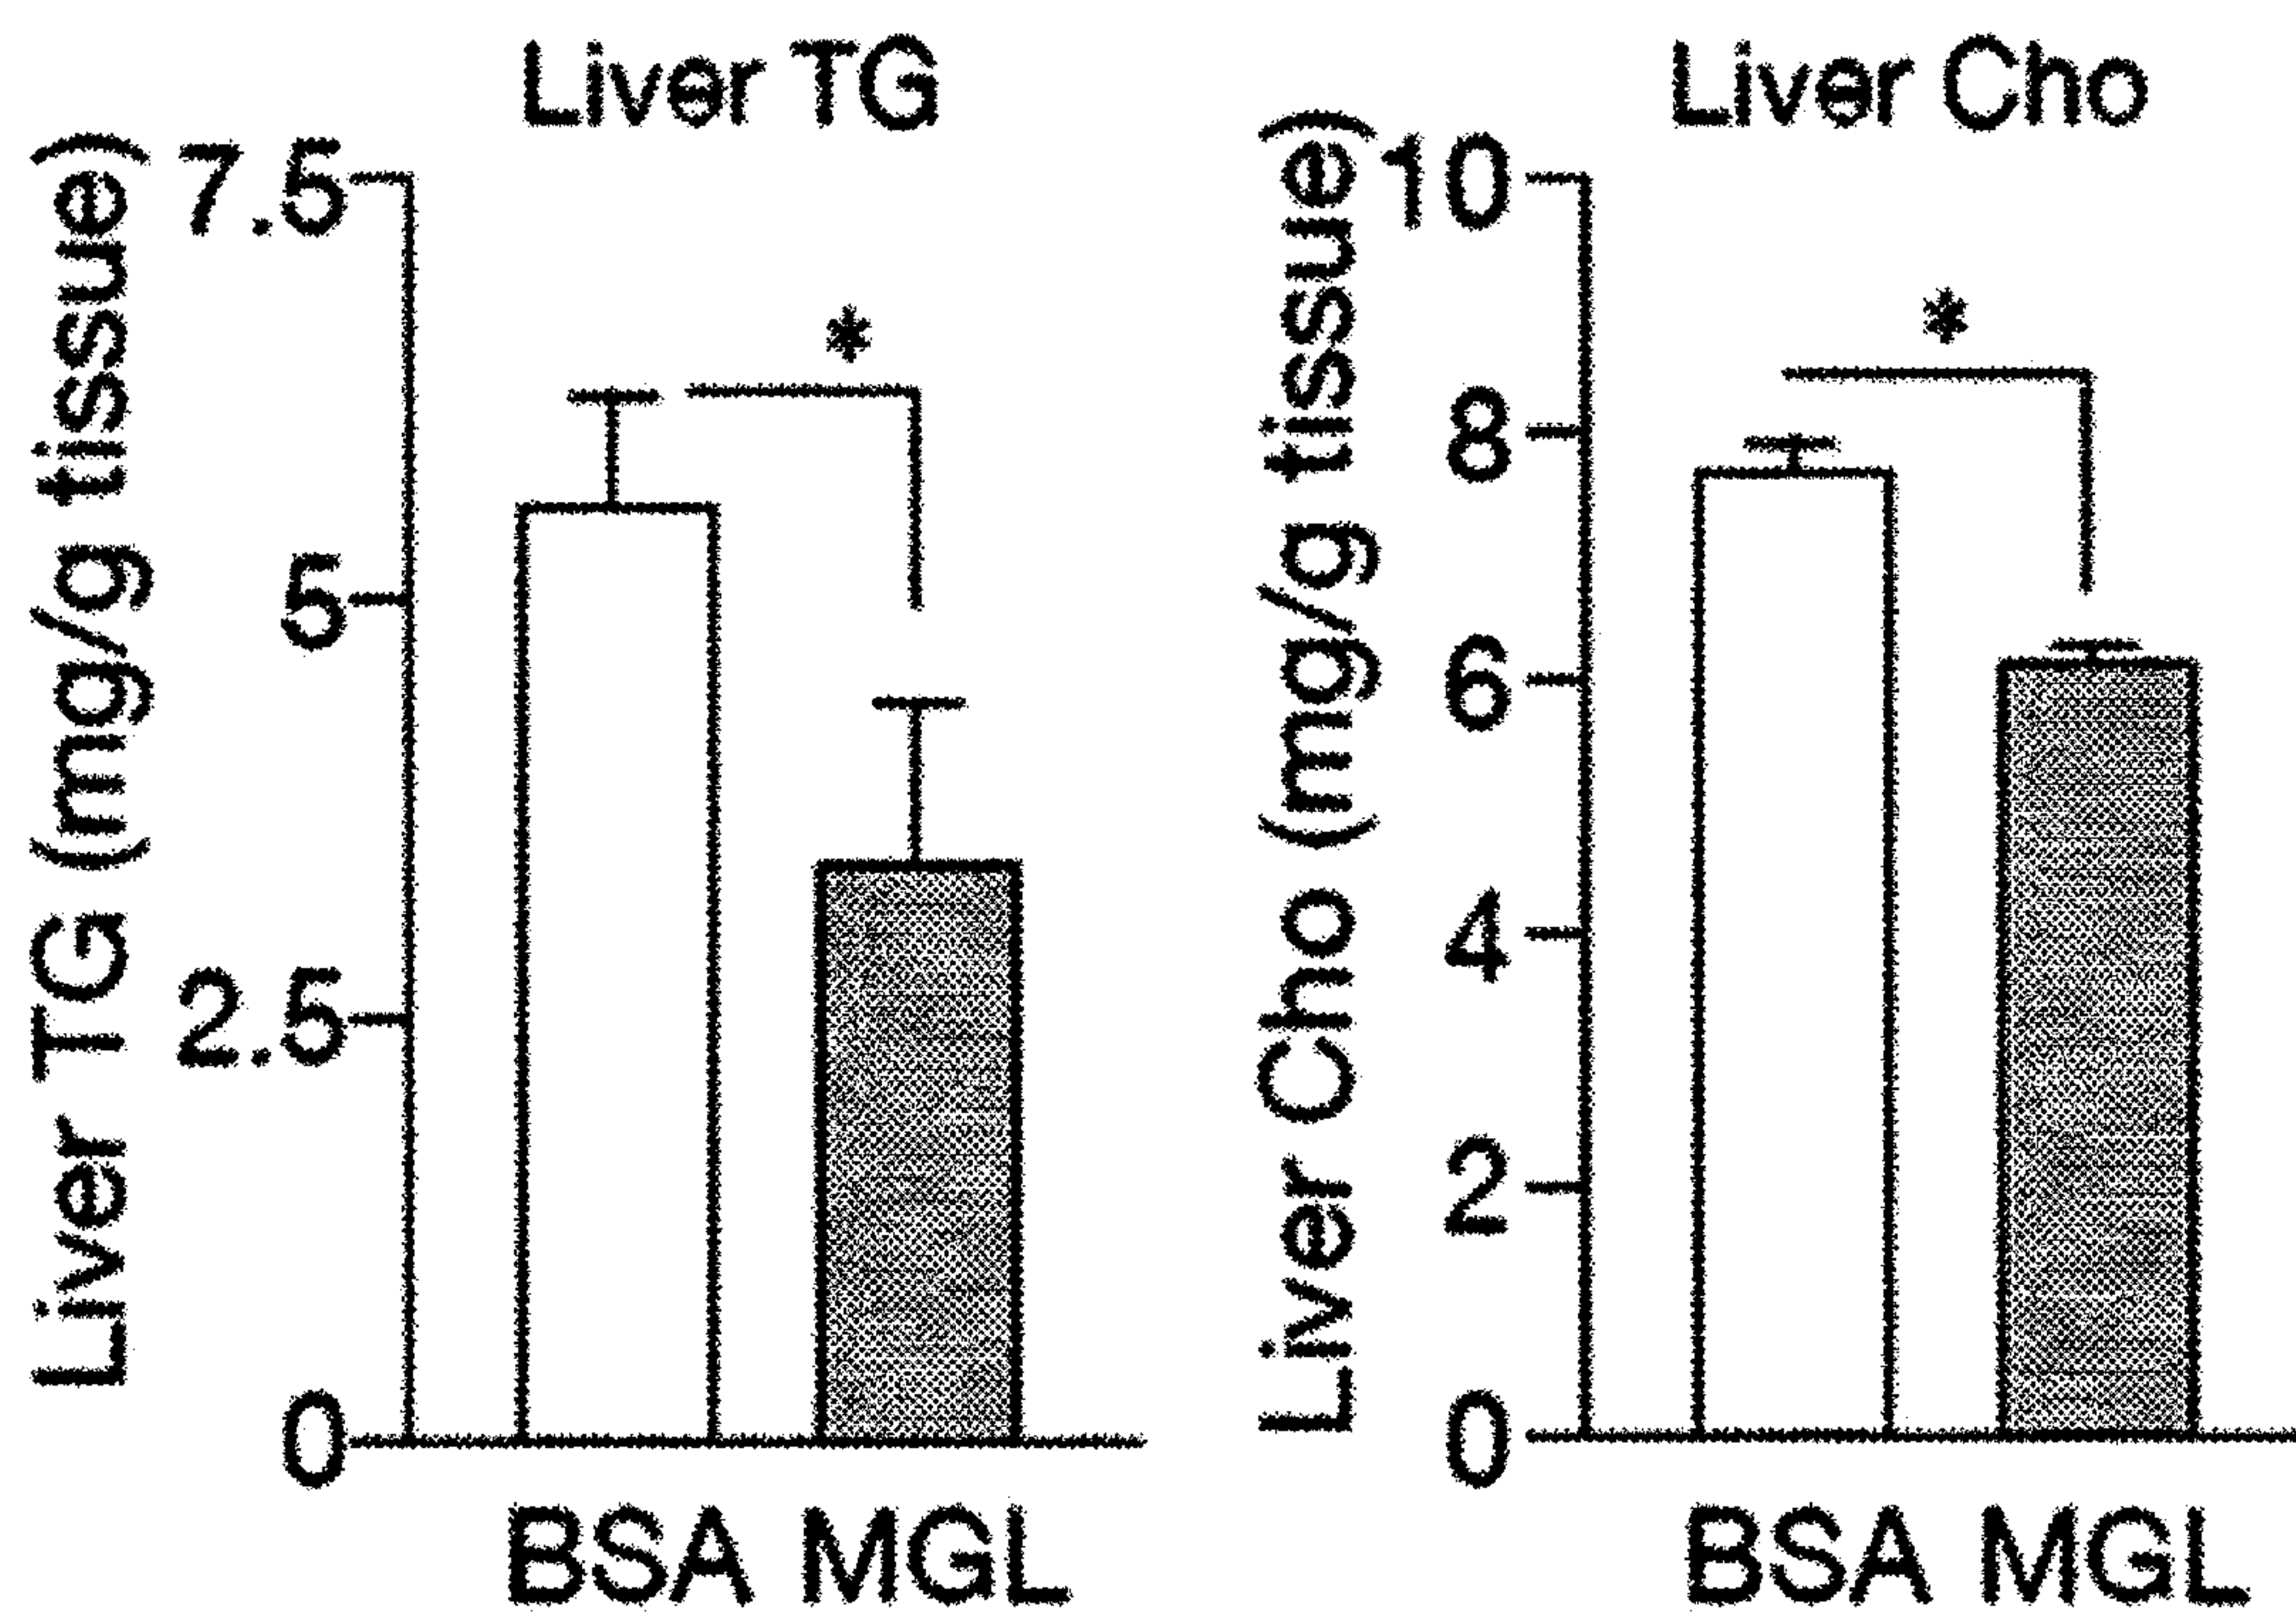 Liver TG
Liver TG (mg/g tissue)
7.5
5
2.5
0
*
BSA MGL
Liver Cho
Liver Cho (mg/g tissue)
10
8
6
4
2
0
*
BSA MGL